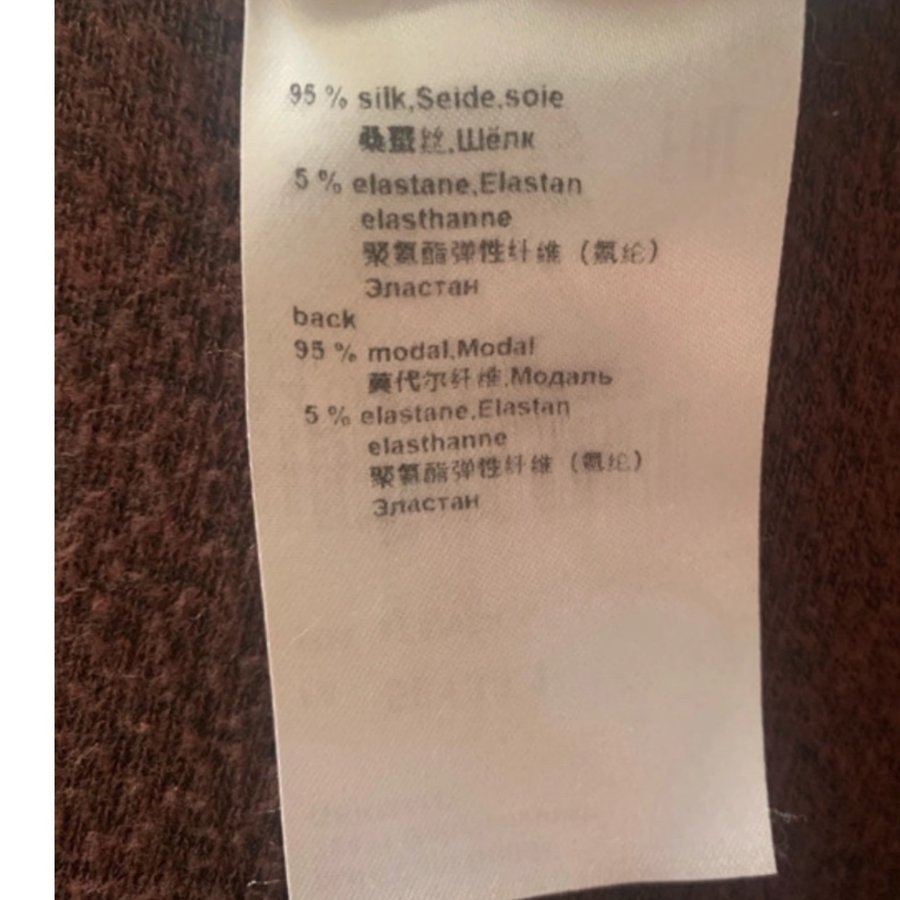 95 % silk,Seide,soie
桑蚕丝,Шёлк
5 % elastane,Elastan
elasthanne
聚氨酯弹性纤维（氨纶）
Эластан
back
95 % modal,Modal
莫代尔纤维,Модаль
5 % elastane,Elastan
elasthanne
聚氨酯弹性纤维（氨纶）
Эластан